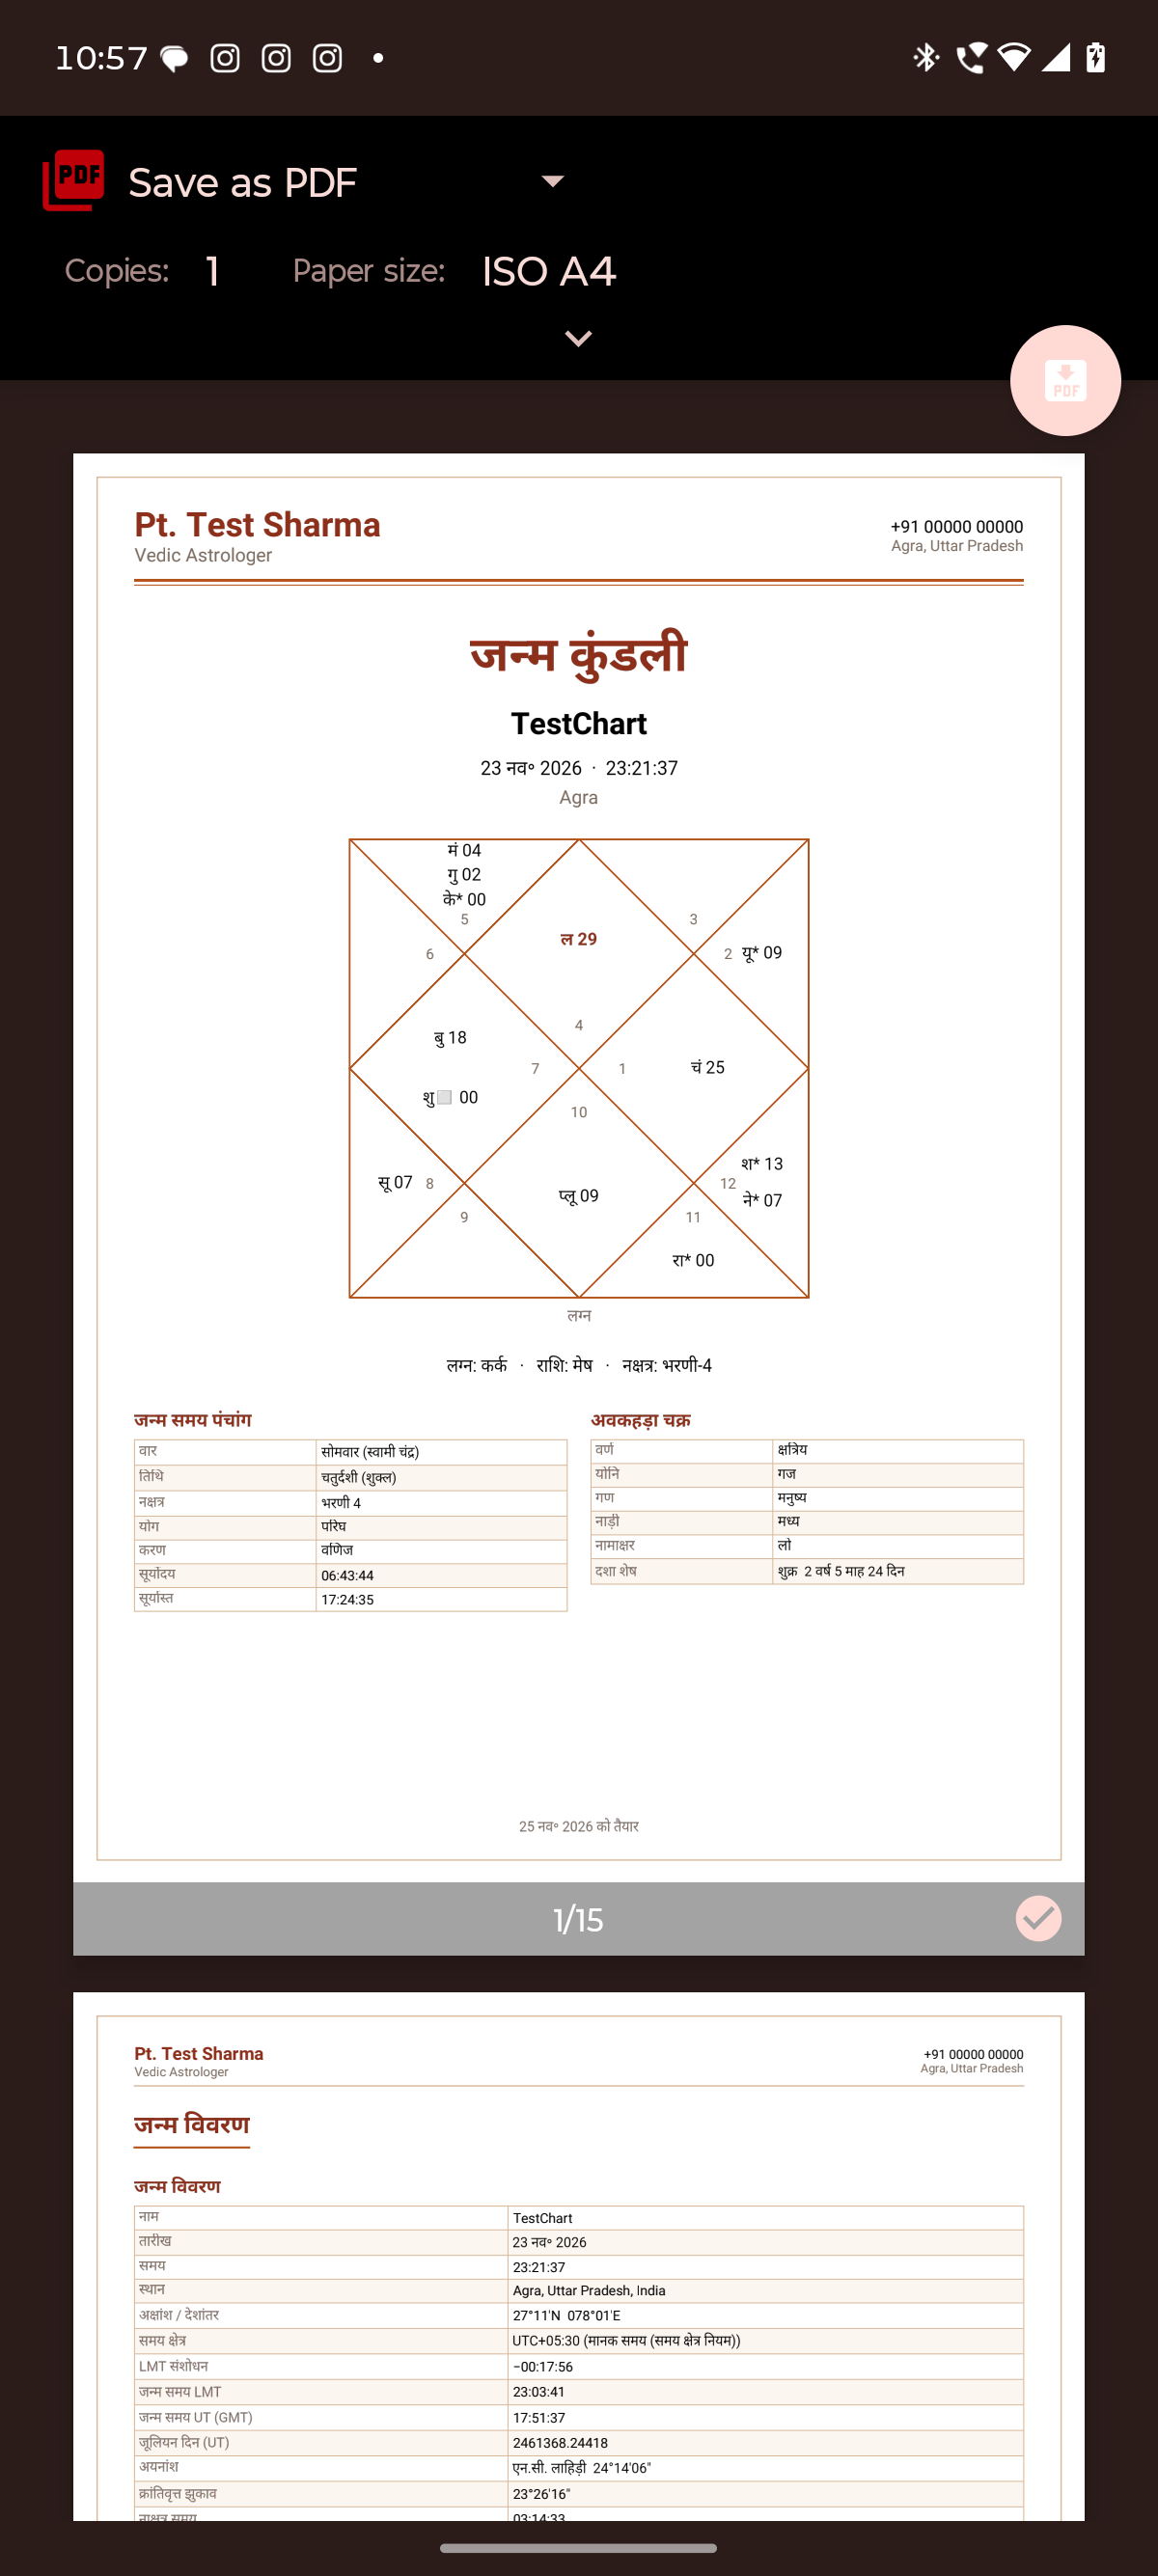 10:57
PDF Save as PDF
Copies: 1 Paper size: ISO A4
PDF
Pt. Test Sharma
Vedic Astrologer
+91 00000 00000
Agra, Uttar Pradesh
जन्म कुंडली
TestChart
23 नव॰ 2026 · 23:21:37
Agra
मं 04
गु 02
के* 00
5
ल 29
3
6
2
यू* 09
बु 18
4
7
1
चं 25
शु 00
10
श* 13
सू 07
8
प्लू 09
12
ने* 07
9
11
रा* 00
लग्न
लग्न: कर्क · राशि: मेष · नक्षत्र: भरणी-4
जन्म समय पंचांग
वार सोमवार (स्वामी चंद्र)
तिथि चतुर्दशी (शुक्ल)
नक्षत्र भरणी 4
योग परिघ
करण वणिज
सूर्योदय 06:43:44
सूर्यास्त 17:24:35
अवकहड़ा चक्र
वर्ण क्षत्रिय
योनि गज
गण मनुष्य
नाड़ी मध्य
नामाक्षर लो
दशा शेष शुक्र 2 वर्ष 5 माह 24 दिन
25 नव॰ 2026 को तैयार
1/15
Pt. Test Sharma
Vedic Astrologer
+91 00000 00000
Agra, Uttar Pradesh
जन्म विवरण
जन्म विवरण
नाम TestChart
तारीख 23 नव॰ 2026
समय 23:21:37
स्थान Agra, Uttar Pradesh, India
अक्षांश / देशांतर 27°11'N 078°01'E
समय क्षेत्र UTC+05:30 (मानक समय (समय क्षेत्र नियम))
LMT संशोधन −00:17:56
जन्म समय LMT 23:03:41
जन्म समय UT (GMT) 17:51:37
जूलियन दिन (UT) 2461368.24418
अयनांश एन.सी. लाहिड़ी 24°14'06"
क्रांतिवृत्त झुकाव 23°26'16"
नाक्षत्र समय 03:14:33